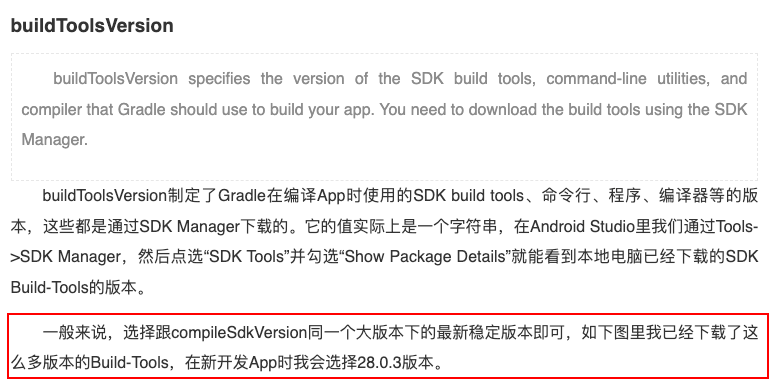 buildToolsVersion
buildToolsVersion specifies the version of the SDK build tools, command-line utilities, and
compiler that Gradle should use to build your app. You need to download the build tools using the SDK
Manager.
buildToolsVersion制定了Gradle在编译App时使用的SDK build tools、命令行、程序、编译器等的版
本，这些都是通过SDK Manager下载的。它的值实际上是一个字符串，在Android Studio里我们通过Tools-
>SDK Manager，然后点选“SDK Tools”并勾选“Show Package Details”就能看到本地电脑已经下载的SDK
Build-Tools的版本。
一般来说，选择跟compileSdkVersion同一个大版本下的最新稳定版本即可，如下图里我已经下载了这
么多版本的Build-Tools，在新开发App时我会选择28.0.3版本。